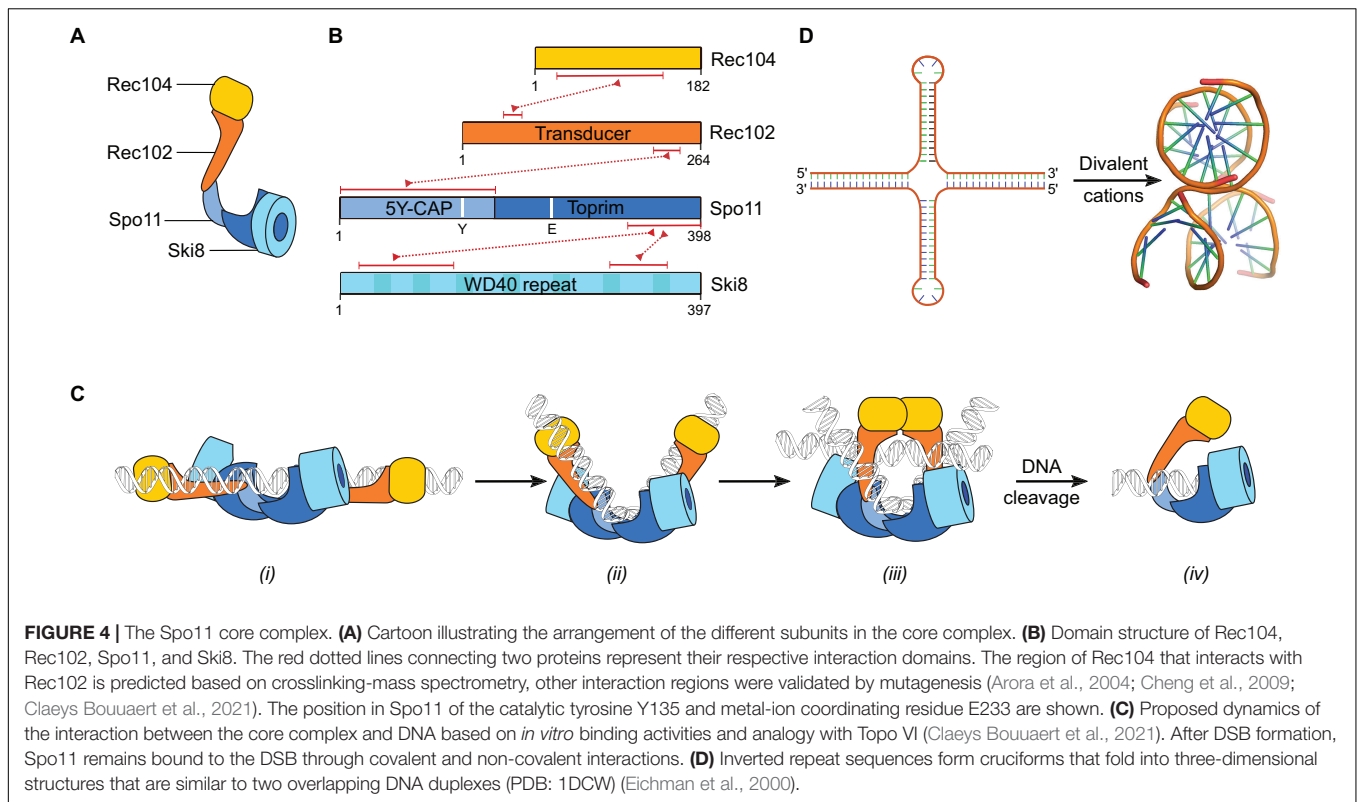 A
Rec104
Rec102
Spo11
Ski8
B
Rec104
1
182
Transducer
Rec102
1
264
5Y-CAP
Toprim
Spo11
1
Y
E
398
WD40 repeat
Ski8
1
397
D
5'
3'
3'
5'
Divalent
cations
C
DNA
cleavage
(i)
(ii)
(iii)
(iv)
FIGURE 4 | The Spo11 core complex. (A) Cartoon illustrating the arrangement of the different subunits in the core complex. (B) Domain structure of Rec104,
Rec102, Spo11, and Ski8. The red dotted lines connecting two proteins represent their respective interaction domains. The region of Rec104 that interacts with
Rec102 is predicted based on crosslinking-mass spectrometry, other interaction regions were validated by mutagenesis (Arora et al., 2004; Cheng et al., 2009;
Claeys Bouuaert et al., 2021). The position in Spo11 of the catalytic tyrosine Y135 and metal-ion coordinating residue E233 are shown. (C) Proposed dynamics of
the interaction between the core complex and DNA based on in vitro binding activities and analogy with Topo VI (Claeys Bouuaert et al., 2021). After DSB formation,
Spo11 remains bound to the DSB through covalent and non-covalent interactions. (D) Inverted repeat sequences form cruciforms that fold into three-dimensional
structures that are similar to two overlapping DNA duplexes (PDB: 1DCW) (Eichman et al., 2000).